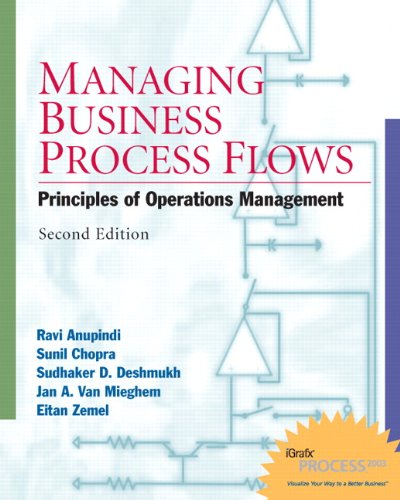 MANAGING
BUSINESS
PROCESS FLOWS
Principles of Operations Management
Second Edition
Ravi Anupindi
Sunil Chopra
Sudhaker D. Deshmukh
Jan A. Van Mieghem
Eitan Zemel
iGrafx®
PROCESS 2003
Visualize Your Way to a Better Business™